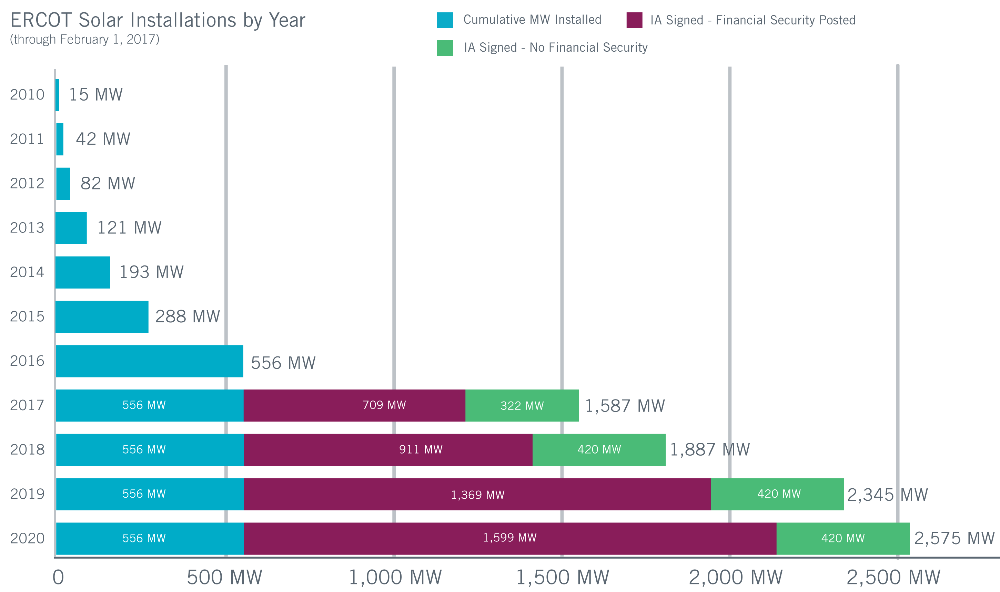 ERCOT Solar Installations by Year
(through February 1, 2017)
Cumulative MW Installed
IA Signed - Financial Security Posted
IA Signed - No Financial Security
2010 15 MW
2011 42 MW
2012 82 MW
2013 121 MW
2014 193 MW
2015 288 MW
2016 556 MW
2017 556 MW 709 MW 322 MW 1,587 MW
2018 556 MW 911 MW 420 MW 1,887 MW
2019 556 MW 1,369 MW 420 MW 2,345 MW
2020 556 MW 1,599 MW 420 MW 2,575 MW
0 500 MW 1,000 MW 1,500 MW 2,000 MW 2,500 MW